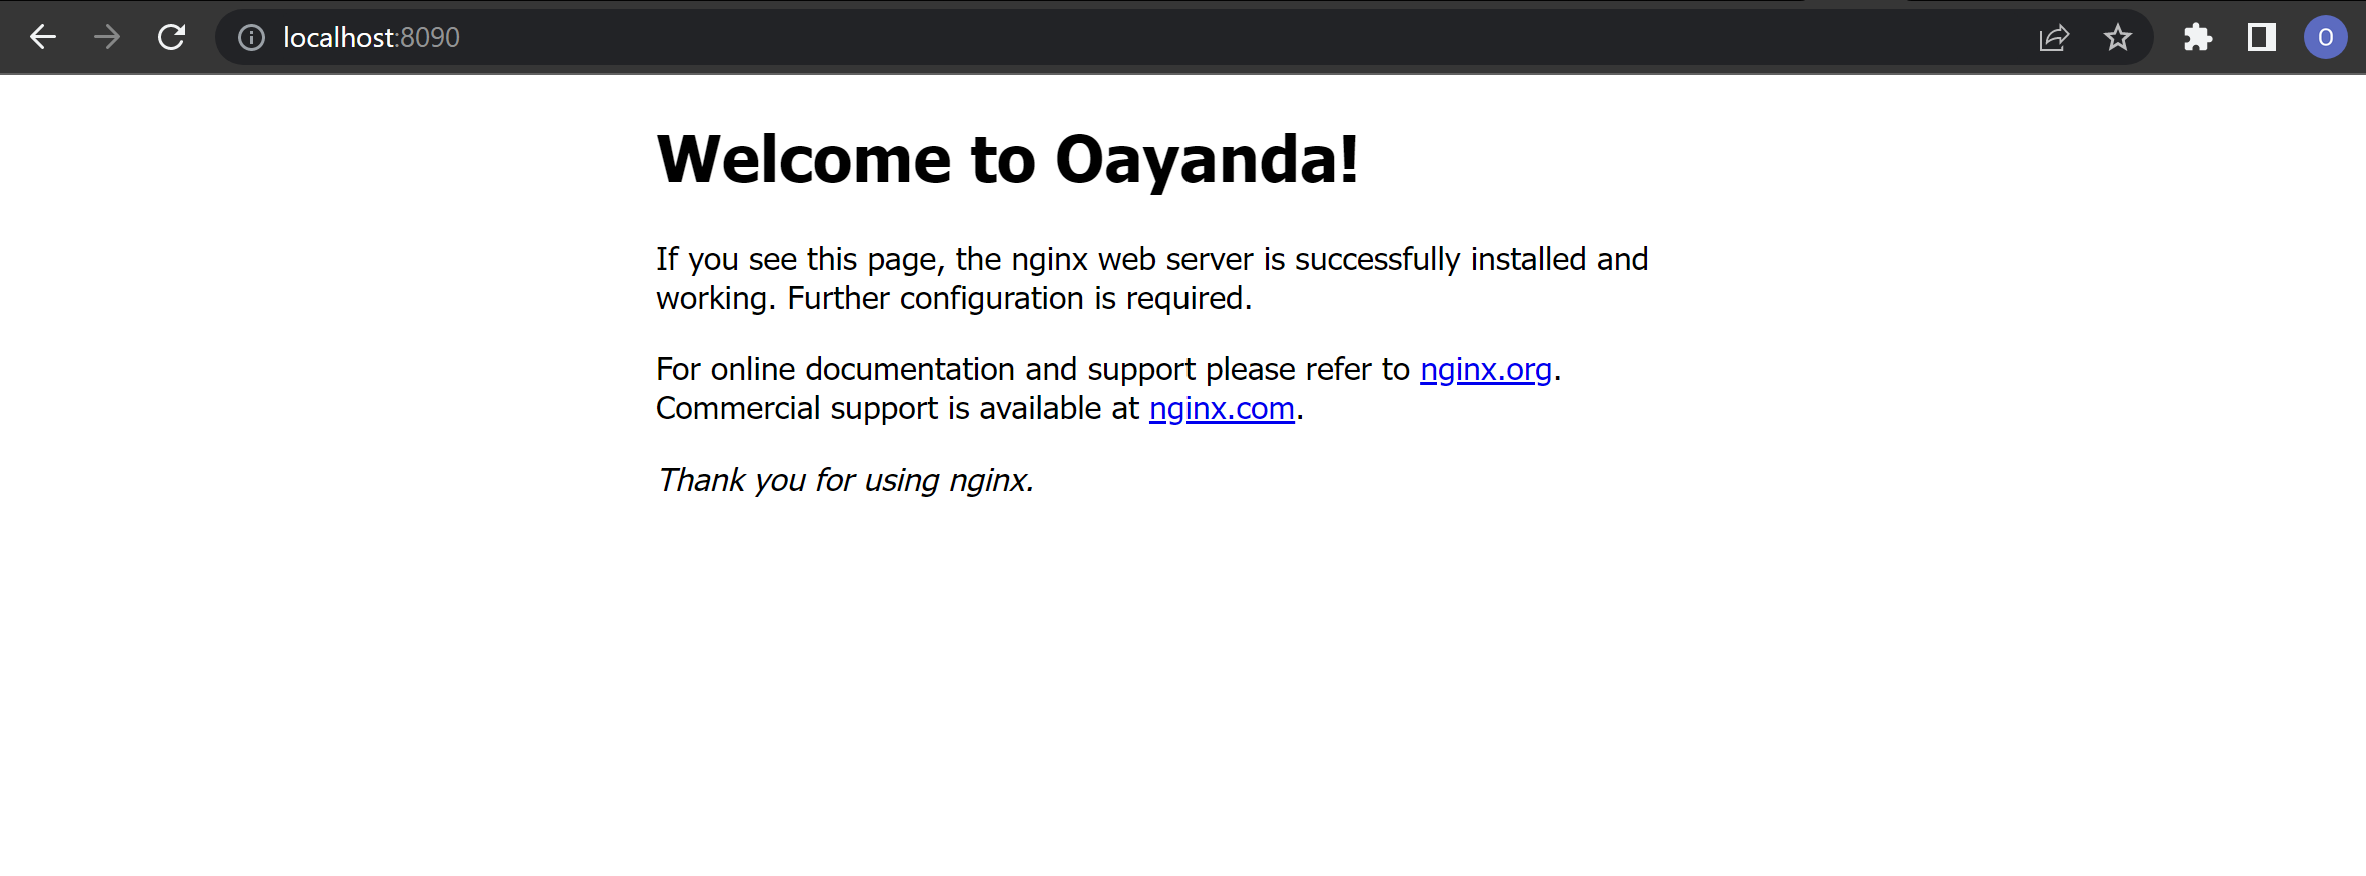 localhost:8090
O
Welcome to Oayanda!
If you see this page, the nginx web server is successfully installed and
working. Further configuration is required.
For online documentation and support please refer to nginx.org.
Commercial support is available at nginx.com.
Thank you for using nginx.